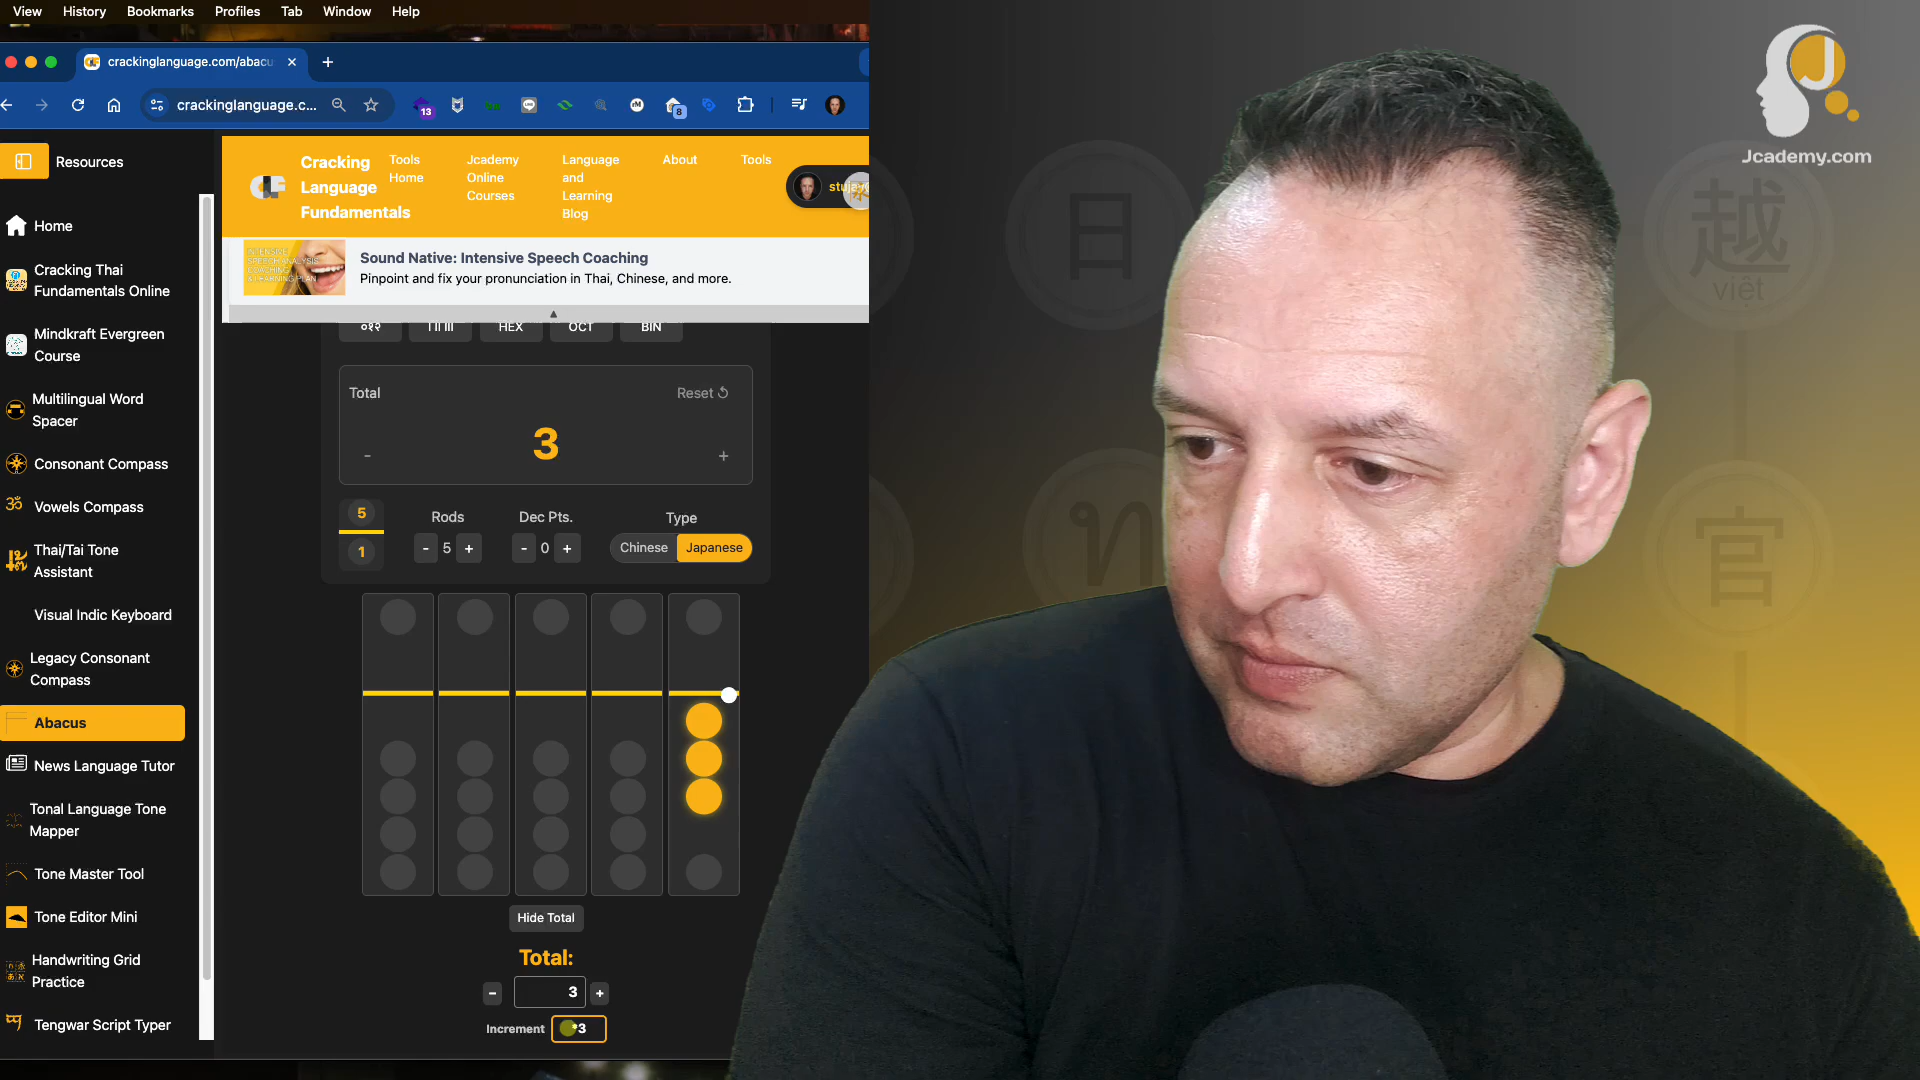 View History Bookmarks Profiles Tab Window Help
crackinglanguage.com/abacu
crackinglanguage.c...
13
8
Resources
Home
Cracking Thai
Fundamentals Online
Mindkraft Evergreen
Course
Multilingual Word
Spacer
Consonant Compass
Vowels Compass
Thai/Tai Tone
Assistant
Visual Indic Keyboard
Legacy Consonant
Compass
Abacus
News Language Tutor
Tonal Language Tone
Mapper
Tone Master Tool
Tone Editor Mini
Handwriting Grid
Practice
Tengwar Script Typer
Cracking
Language
Fundamentals
Tools
Home
Jcademy
Online
Courses
Language
and
Learning
Blog
About
Tools
Sound Native: Intensive Speech Coaching
Pinpoint and fix your pronunciation in Thai, Chinese, and more.
HEX OCT BIN
Total Reset
- 3 +
5
1
Rods
- 5 +
Dec Pts.
- 0 +
Type
Chinese Japanese
Hide Total
Total:
- 3 +
Increment *3
Jcademy.com
日
越
việt
ท
官